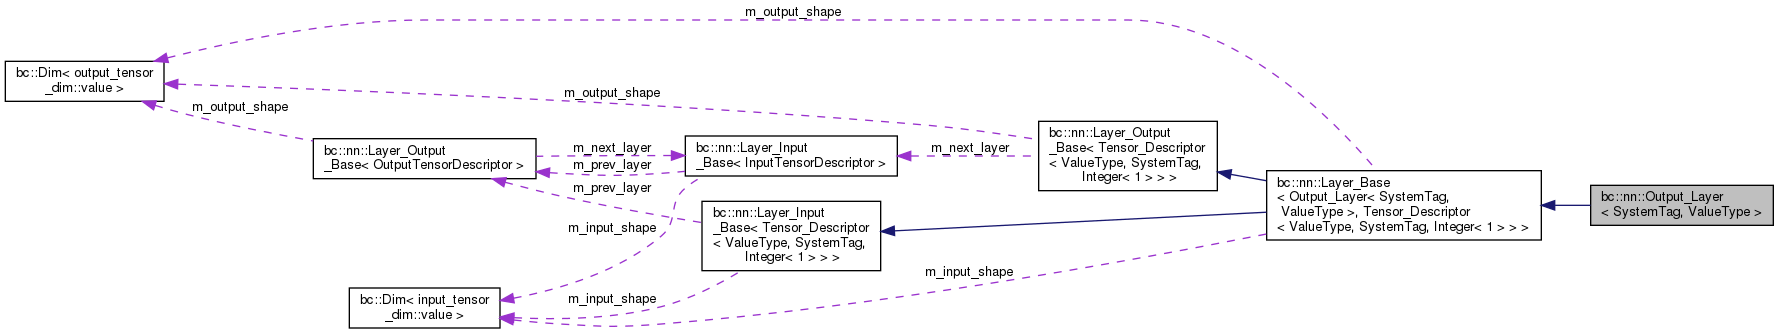 m_output_shape
bc::Dim< output_tensor
_dim::value >
m_output_shape
m_output_shape
bc::nn::Layer_Output
_Base< OutputTensorDescriptor >
m_next_layer
m_prev_layer
m_prev_layer
bc::nn::Layer_Input
_Base< InputTensorDescriptor >
m_next_layer
bc::nn::Layer_Output
_Base< Tensor_Descriptor
< ValueType, SystemTag,
Integer< 1 > > >
bc::nn::Layer_Base
< Output_Layer< SystemTag,
ValueType >, Tensor_Descriptor
< ValueType, SystemTag, Integer< 1 > > >
bc::nn::Output_Layer
< SystemTag, ValueType >
bc::nn::Layer_Input
_Base< Tensor_Descriptor
< ValueType, SystemTag,
Integer< 1 > > >
m_input_shape
m_input_shape
m_input_shape
bc::Dim< input_tensor
_dim::value >